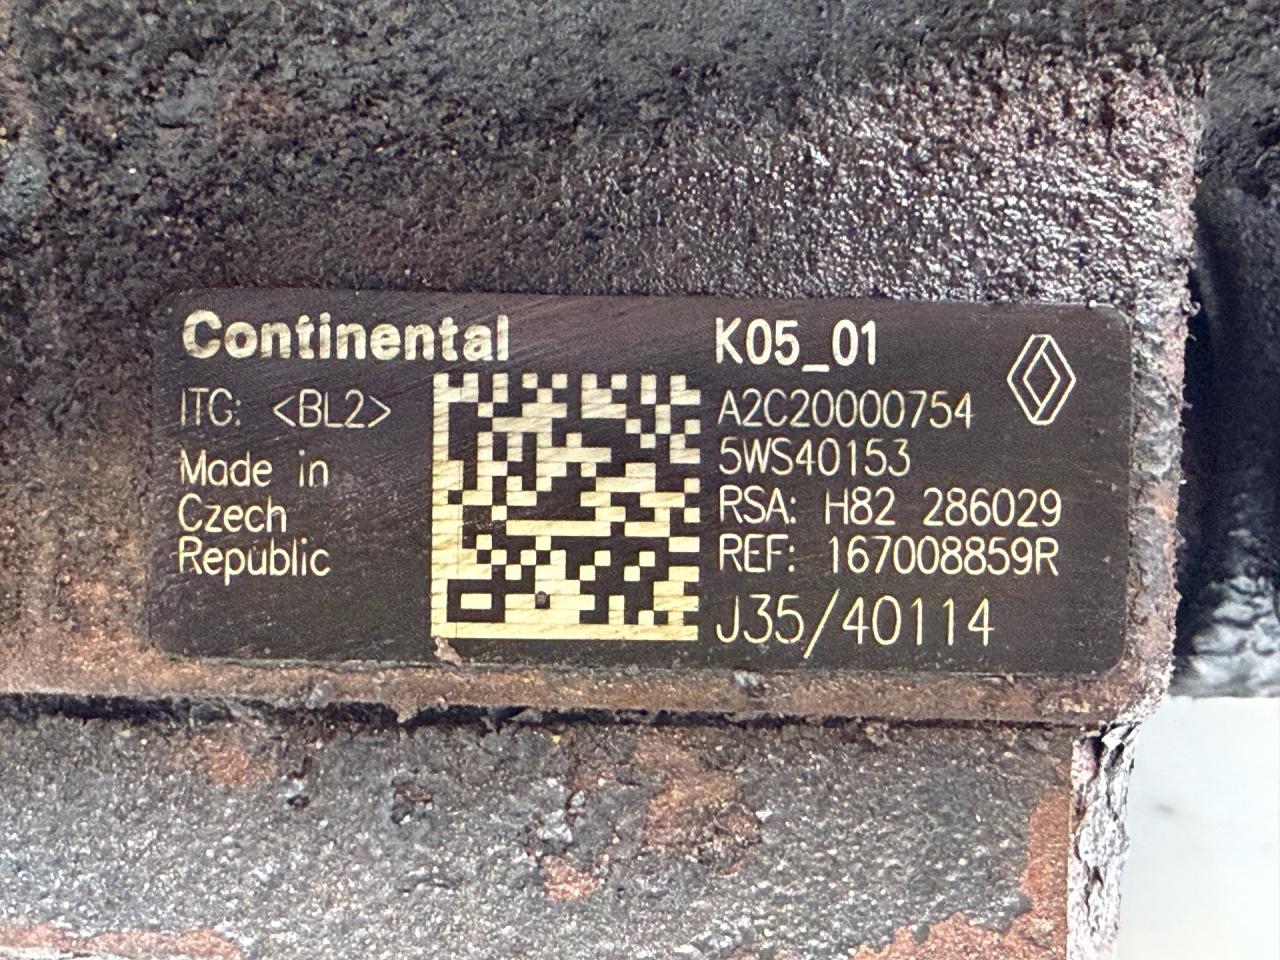 Continental
ITC: <BL2>
Made in
Czech
Republic
K05_01
A2C20000754
5WS40153
RSA: H82 286029
REF: 167008859R
J35/40114